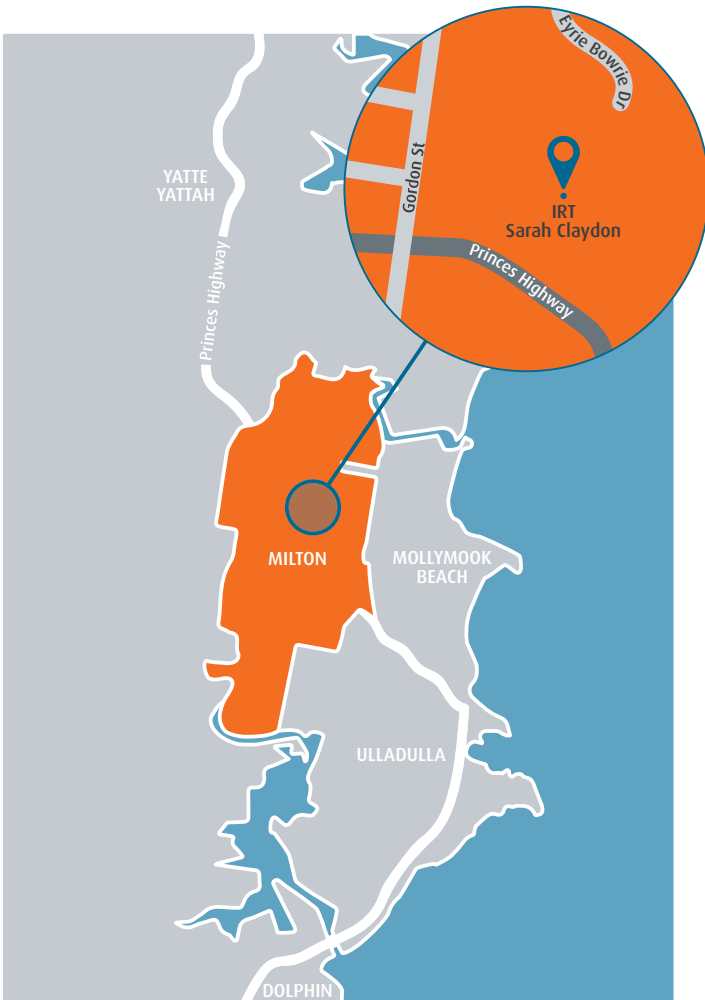 Eyrie Bowrie Dr
Gordon St
IRT
Sarah Claydon
Princes Highway
YATTE
YATTAH
Princes Highway
MILTON
MOLLYMOOK
BEACH
ULLADULLA
DOLPHIN